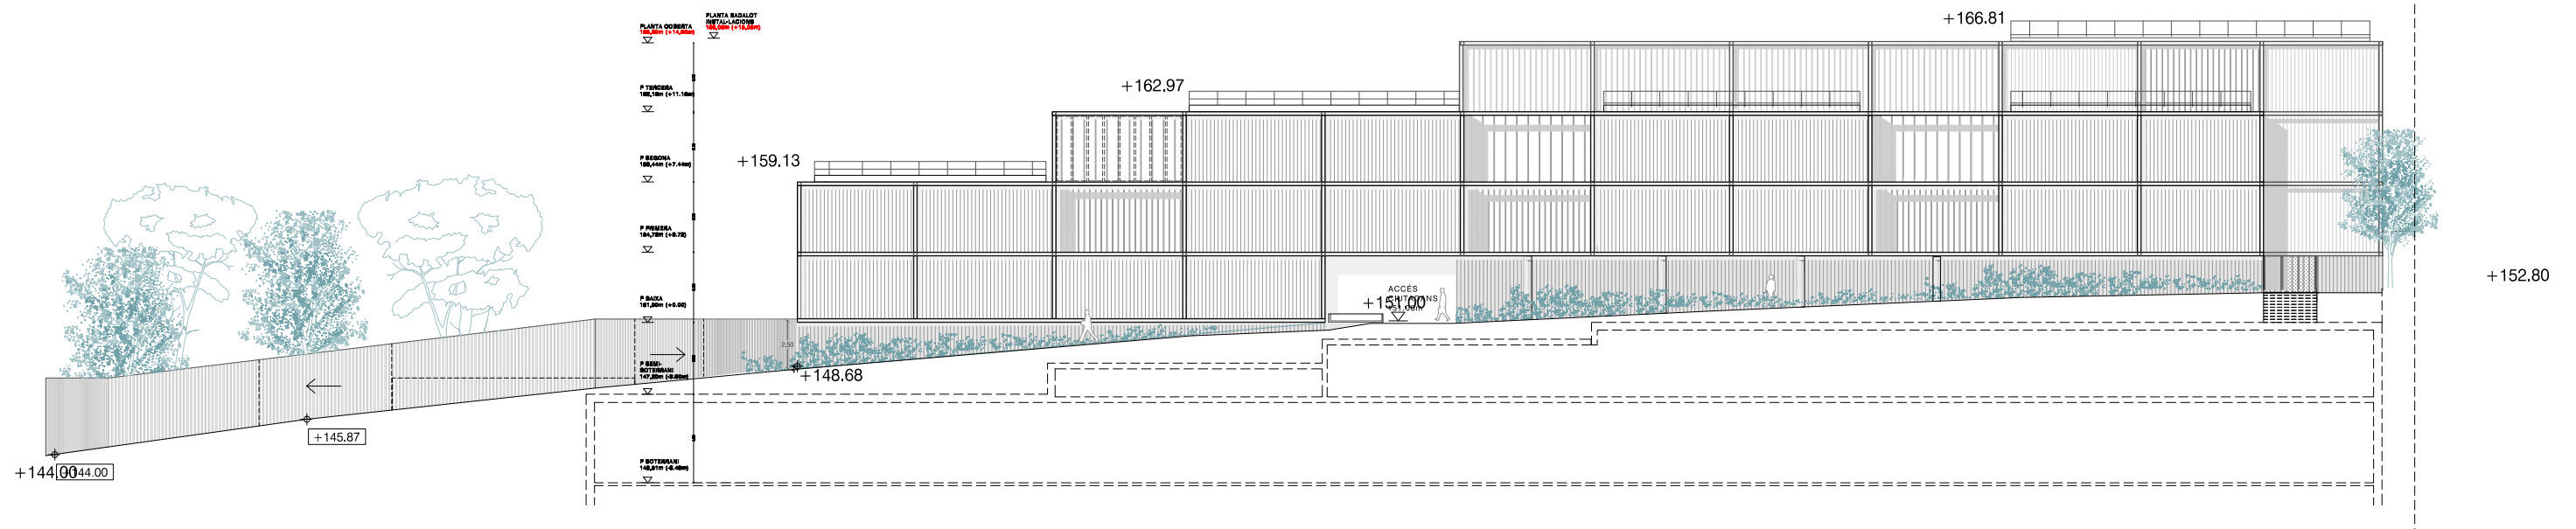 PLANTA BADALOT
INSTAL·LACIONS
PLANTA COBERTA
+166.81
P TERCERA
+162.97
P SEGONA
+159.13
P PRIMERA
+152.80
ACCÉS
CIUTADANS
+151.00
P BAIXA
2,50
P SEMI-
SOTERRANI
+148.68
+145.87
+144.00
+144.00
P SOTERRANI